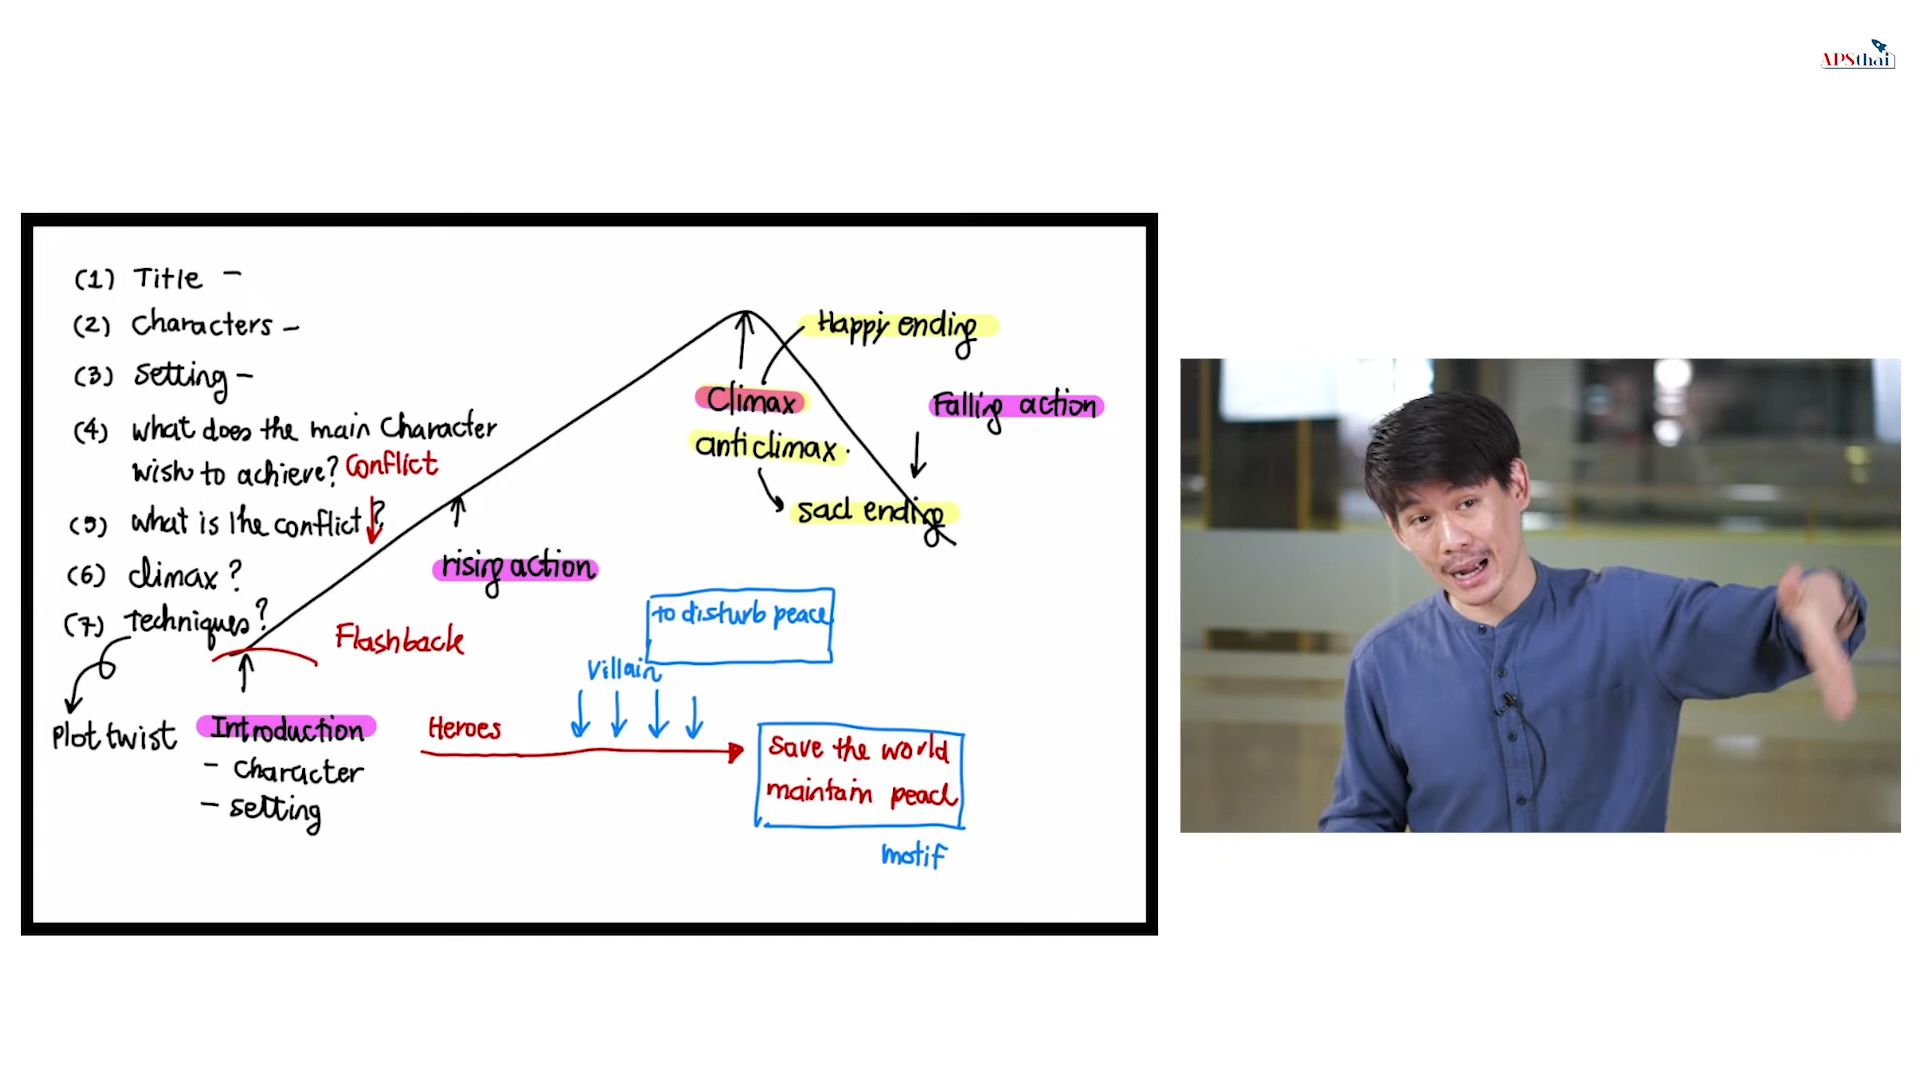 APSthai
(1) Title -
(2) Characters -
(3) Setting -
(4) What does the main Character
wish to achieve?
Conflict
(5) What is the conflict?
(6) climax?
(7) techniques?
Plot twist
Flashback
Introduction
- Character
- setting
rising action
Climax
anticlimax.
Happy ending
sad ending
Falling action
to disturb peace
Villain
Heroes
Save the world
maintain peace
motif